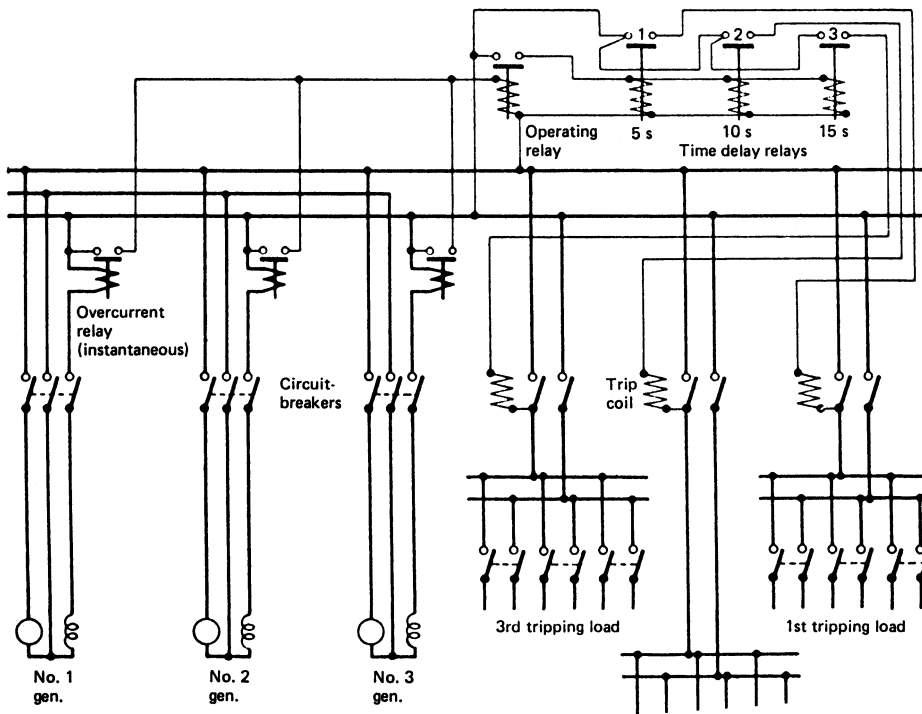 1
2
3
Operating
relay
5 s
10 s
15 s
Time delay relays
Overcurrent
relay
(instantaneous)
Circuit-
breakers
Trip
coil
3rd tripping load
1st tripping load
No. 1
gen.
No. 2
gen.
No. 3
gen.